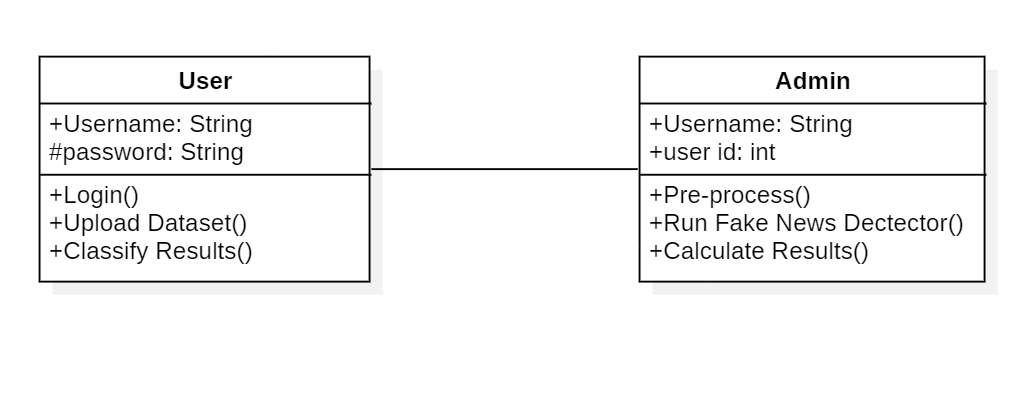 User
+Username: String
#password: String
+Login()
+Upload Dataset()
+Classify Results()
Admin
+Username: String
+user id: int
+Pre-process()
+Run Fake News Dectector()
+Calculate Results()